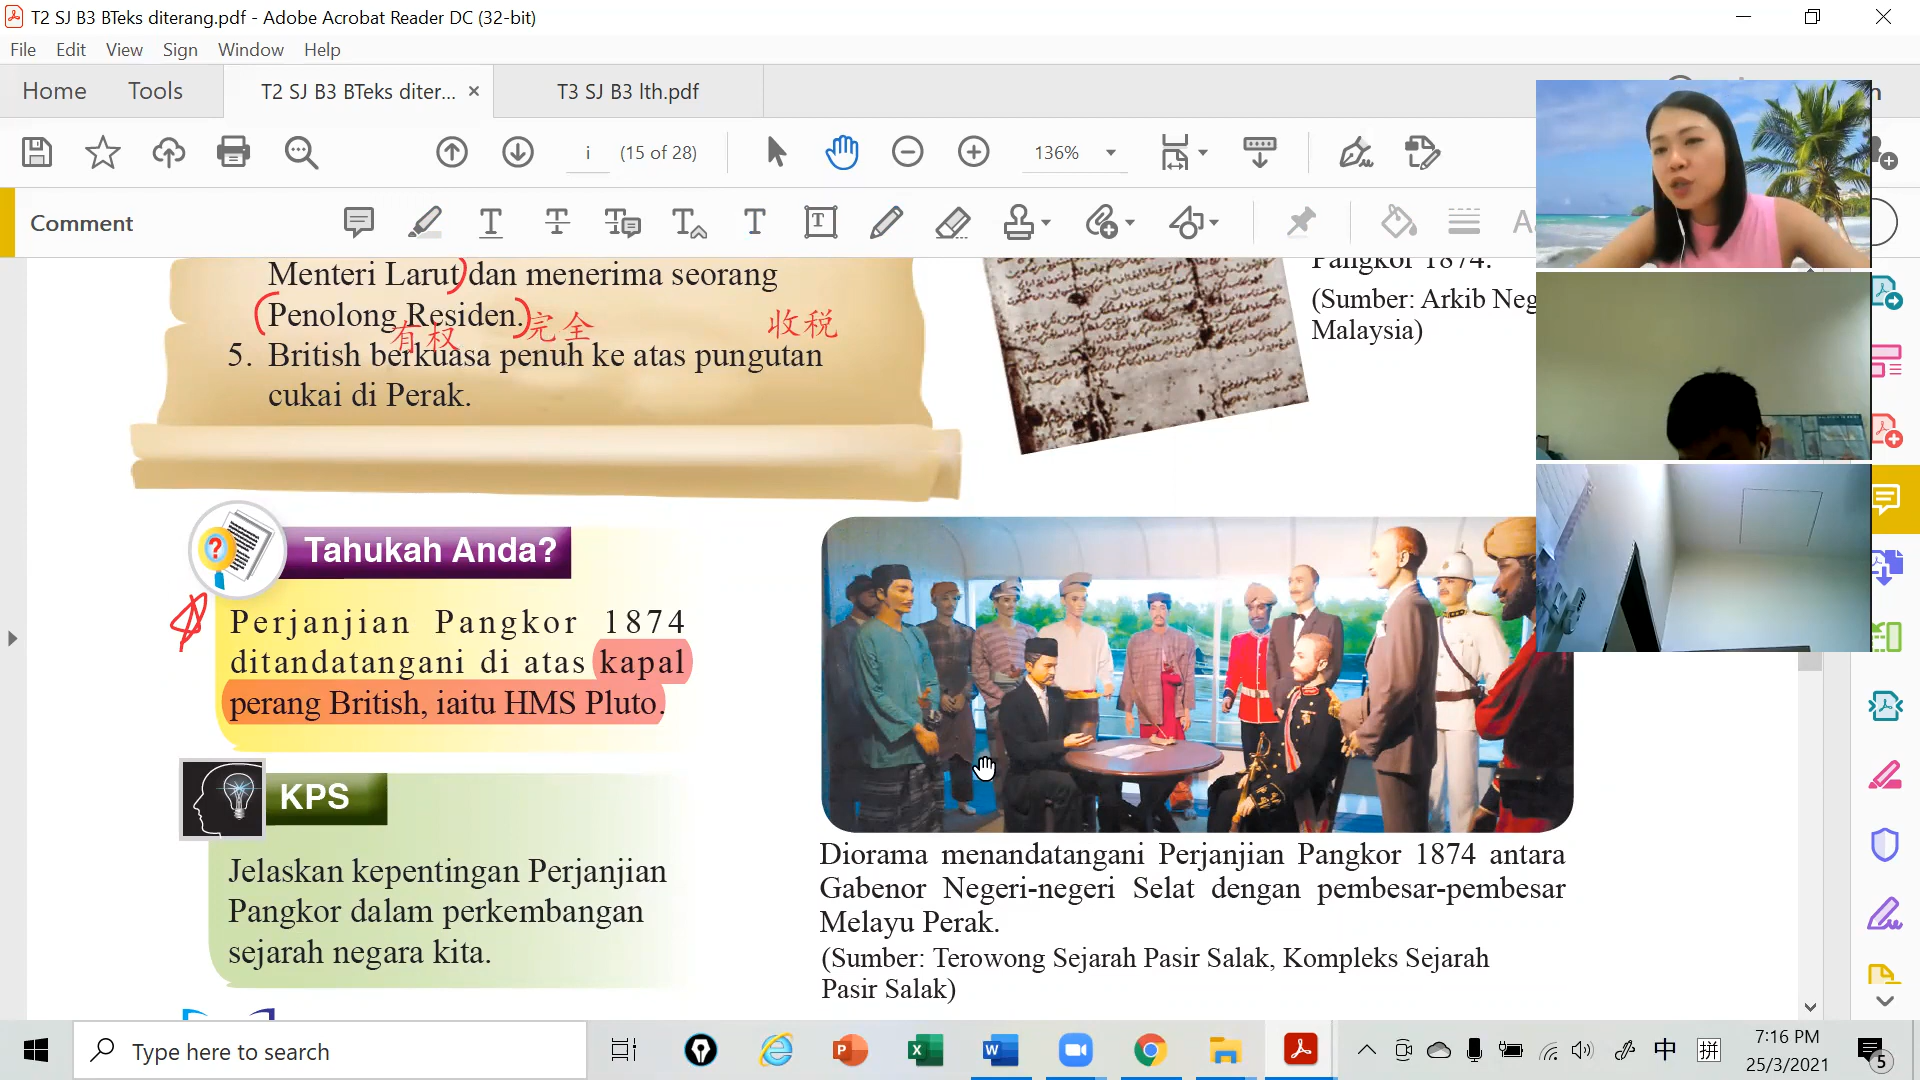 T2 SJ B3 BTeks diterang.pdf - Adobe Acrobat Reader DC (32-bit)
File Edit View Sign Window Help
Home Tools T2 SJ B3 BTeks diter... × T3 SJ B3 lth.pdf
i (15 of 28) 136%
Comment
Menteri Larut) dan menerima seorang
(Penolong Residen.)
有权 完全 收税
5. British berkuasa penuh ke atas pungutan
cukai di Perak.
Pangkor 1874.
(Sumber: Arkib Neg
Malaysia)
Tahukah Anda?
Perjanjian Pangkor 1874
ditandatangani di atas kapal
perang British, iaitu HMS Pluto.
KPS
Jelaskan kepentingan Perjanjian
Pangkor dalam perkembangan
sejarah negara kita.
Diorama menandatangani Perjanjian Pangkor 1874 antara
Gabenor Negeri-negeri Selat dengan pembesar-pembesar
Melayu Perak.
(Sumber: Terowong Sejarah Pasir Salak, Kompleks Sejarah
Pasir Salak)
Type here to search
中 拼
7:16 PM
25/3/2021
5